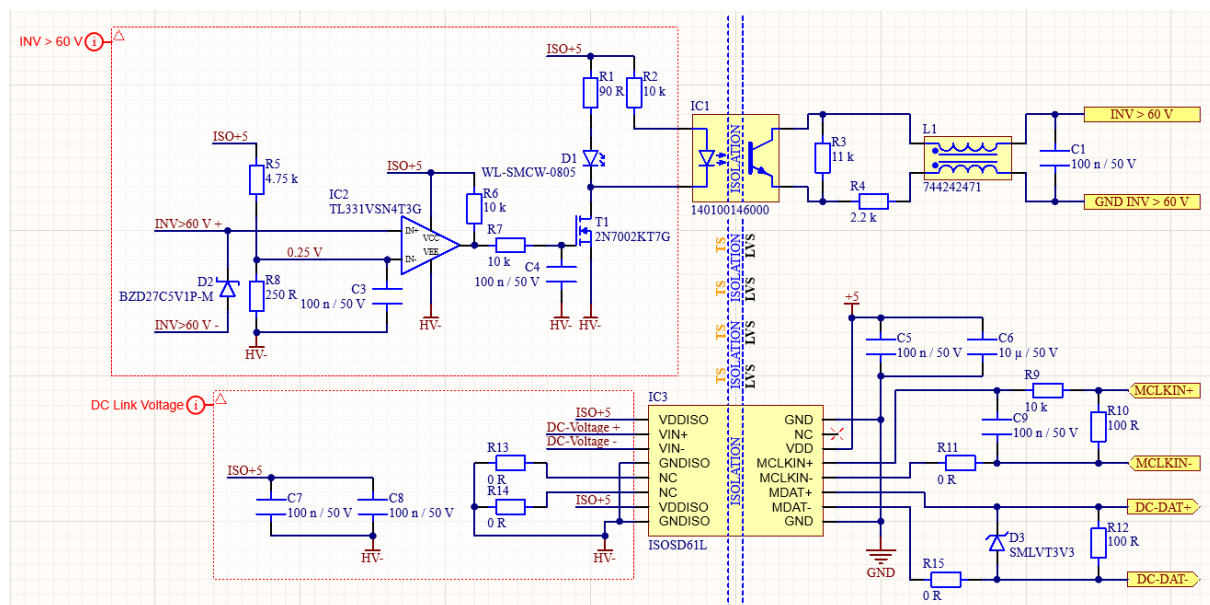 INV > 60 V
i
ISO+5
R1
90 R
R2
10 k
IC1
D1
WL-SMCW-0805
ISOLATION
140100146000
R3
11 k
R4
2.2 k
L1
744242471
C1
100 n / 50 V
INV > 60 V
GND INV > 60 V
ISO+5
R5
4.75 k
ISO+5
IC2
TL331VSN4T3G
R6
10 k
R7
10 k
T1
2N7002KT7G
INV>60 V +
IN+
VCC
VEE
IN-
0.25 V
D2
BZD27C5V1P-M
R8
250 R
C3
100 n / 50 V
C4
100 n / 50 V
INV>60 V -
HV-
HV-
HV-
HV-
TS
ISOLATION
LVS
TS
ISOLATION
LVS
TS
ISOLATION
LVS
TS
ISOLATION
LVS
+5
C5
100 n / 50 V
C6
10 µ / 50 V
DC Link Voltage
i
IC3
ISO+5
DC-Voltage +
DC-Voltage -
VDDISO
VIN+
VIN-
GNDISO
NC
NC
VDDISO
GNDISO
ISOLATION
GND
NC
VDD
MCLKIN+
MCLKIN-
MDAT+
MDAT-
GND
ISOSD61L
R9
10 k
C9
100 n / 50 V
R10
100 R
MCLKIN+
R11
0 R
MCLKIN-
R13
0 R
R14
0 R
ISO+5
ISO+5
C7
100 n / 50 V
C8
100 n / 50 V
HV-
HV-
GND
D3
SMLVT3V3
R12
100 R
DC-DAT+
R15
0 R
DC-DAT-